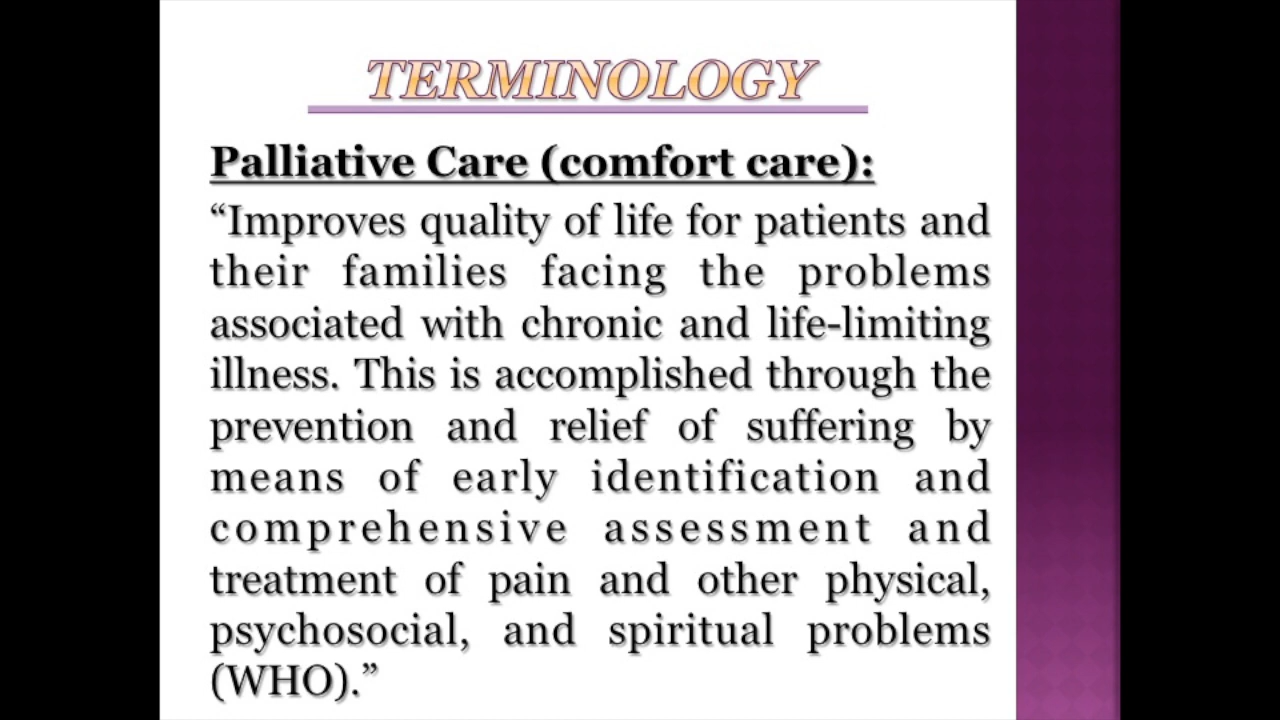 TERMINOLOGY
Palliative Care (comfort care):
“Improves quality of life for patients and
their families facing the problems
associated with chronic and life-limiting
illness. This is accomplished through the
prevention and relief of suffering by
means of early identification and
comprehensive assessment and
treatment of pain and other physical,
psychosocial, and spiritual problems
(WHO).”